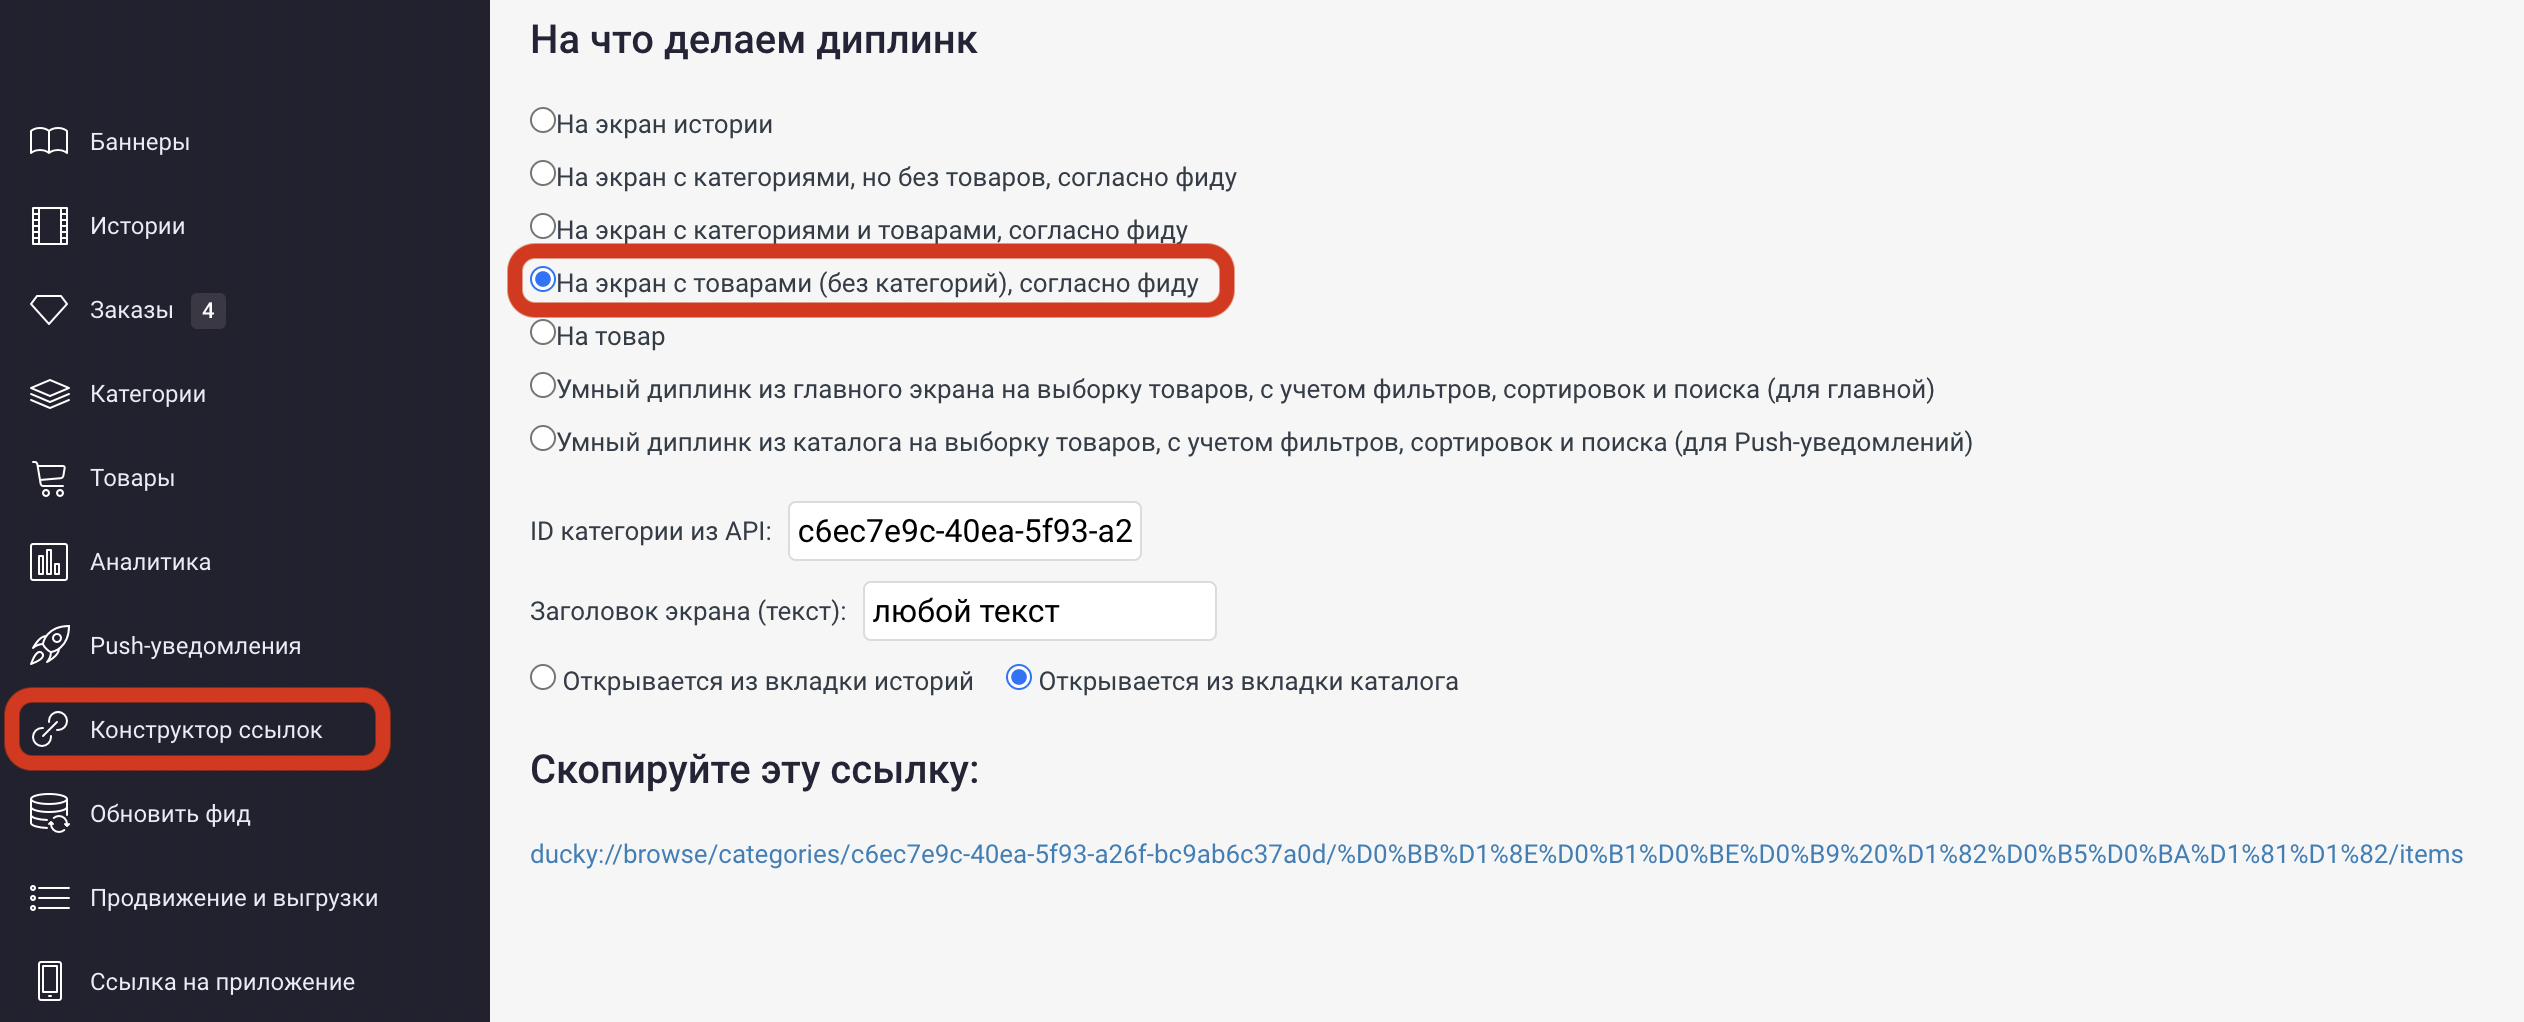 Баннеры
Истории
Заказы 4
Категории
Товары
Аналитика
Push-уведомления
Конструктор ссылок
Обновить фид
Продвижение и выгрузки
Ссылка на приложение
На что делаем диплинк
На экран истории
На экран с категориями, но без товаров, согласно фиду
На экран с категориями и товарами, согласно фиду
На экран с товарами (без категорий), согласно фиду
На товар
Умный диплинк из главного экрана на выборку товаров, с учетом фильтров, сортировок и поиска (для главной)
Умный диплинк из каталога на выборку товаров, с учетом фильтров, сортировок и поиска (для Push-уведомлений)
ID категории из API: c6ec7e9c-40ea-5f93-a2
Заголовок экрана (текст): любой текст
Открывается из вкладки историй Открывается из вкладки каталога
Скопируйте эту ссылку:
ducky://browse/categories/c6ec7e9c-40ea-5f93-a26f-bc9ab6c37a0d/%D0%BB%D1%8E%D0%B1%D0%BE%D0%B9%20%D1%82%D0%B5%D0%BA%D1%81%D1%82/items